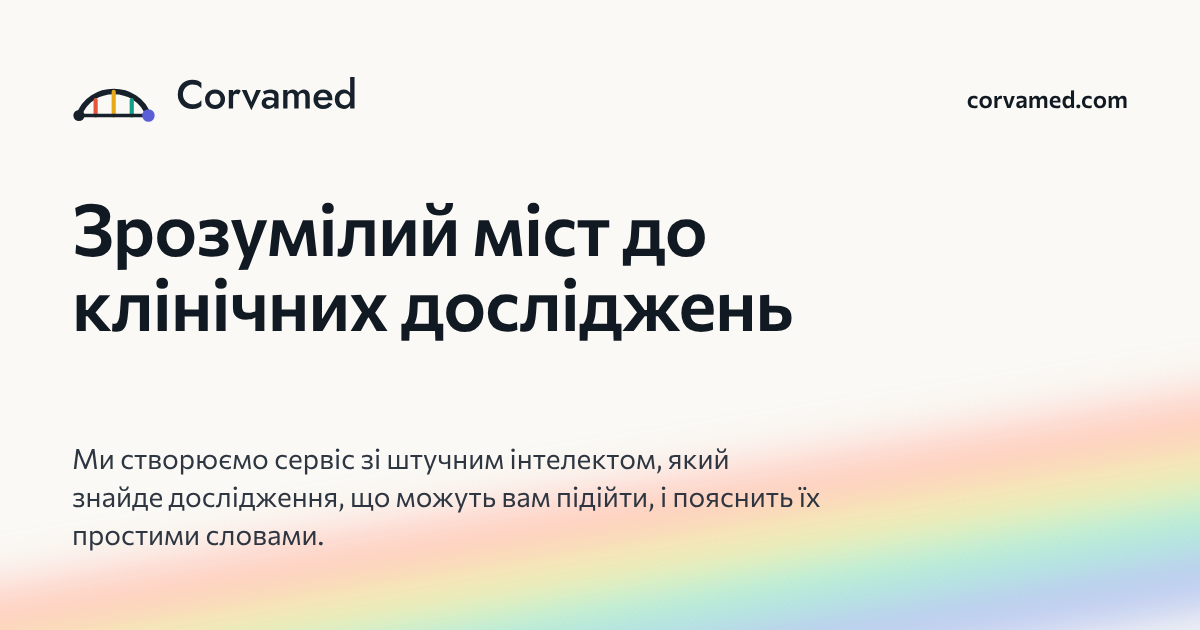 Corvamed
corvamed.com
Зрозумілий міст до
клінічних досліджень
Ми створюємо сервіс зі штучним інтелектом, який
знайде дослідження, що можуть вам підійти, і пояснить їх
простими словами.